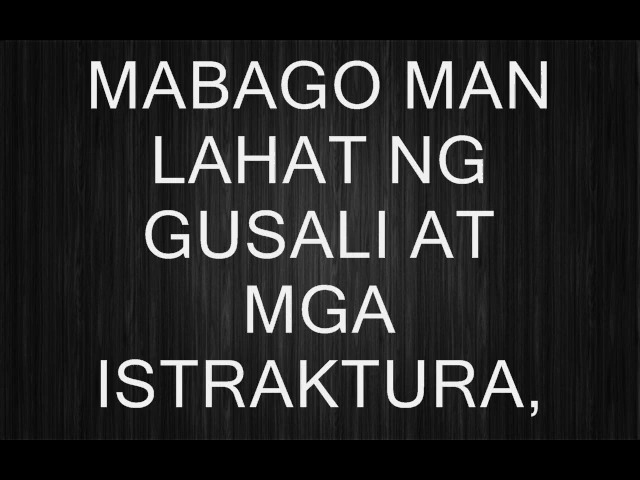 MABAGO MAN
LAHAT NG
GUSALI AT
MGA
ISTRAKTURA,